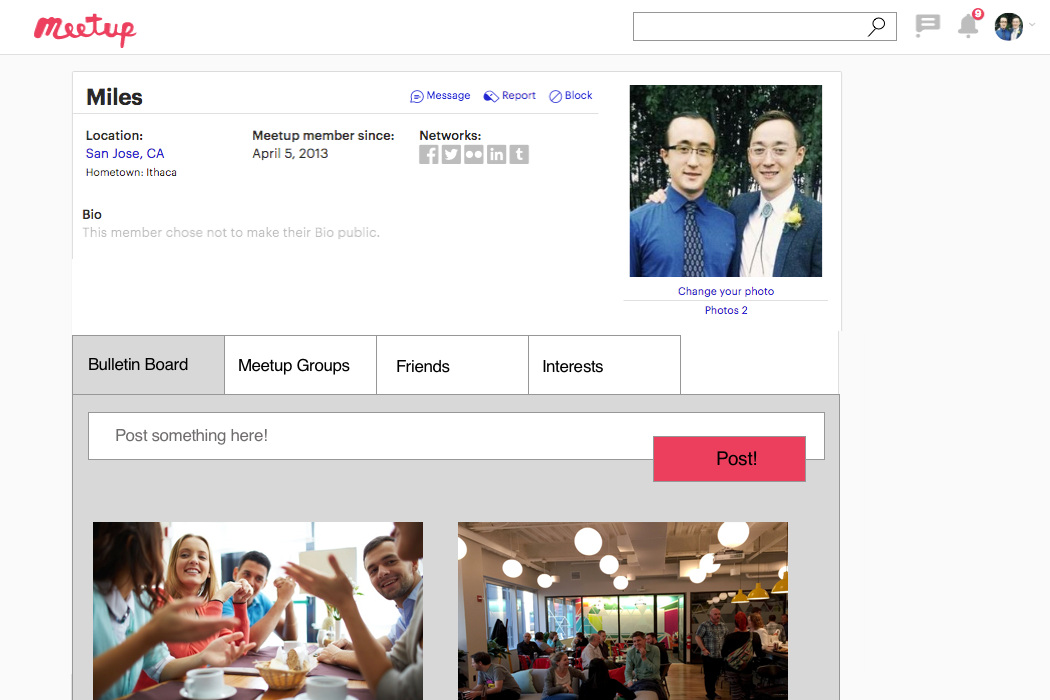 Meetup
9
Miles
Message Report Block
Location:
San Jose, CA
Hometown: Ithaca
Meetup member since:
April 5, 2013
Networks:
f in t
Bio
This member chose not to make their Bio public.
Change your photo
Photos 2
Bulletin Board Meetup Groups Friends Interests
Post something here!
Post!